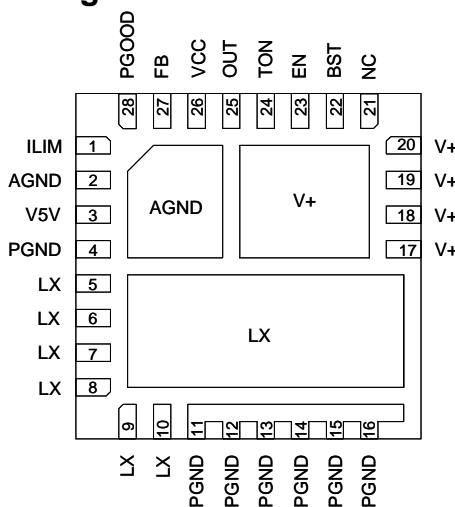 PGOOD
FB
VCC
OUT
TON
EN
BST
NC
28
27
26
25
24
23
22
21
ILIM 1
AGND 2
V5V 3
PGND 4
LX 5
LX 6
LX 7
LX 8
AGND
V+
LX
20 V+
19 V+
18 V+
17 V+
9
10
11
12
13
14
15
16
LX
LX
PGND
PGND
PGND
PGND
PGND
PGND